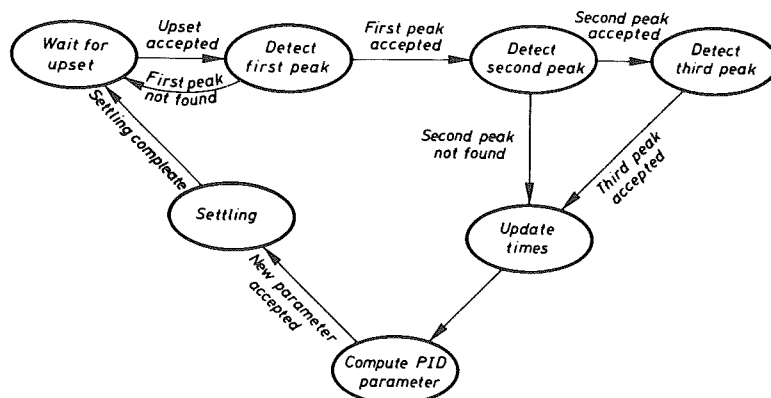 Wait for
upset
Upset
accepted
Detect
first peak
First peak
accepted
Detect
second peak
Second peak
accepted
Detect
third peak
First peak
not found
Settling compleate
Second peak
not found
Third peak
accepted
Settling
Update
times
New parameter
accepted
Compute PID
parameter